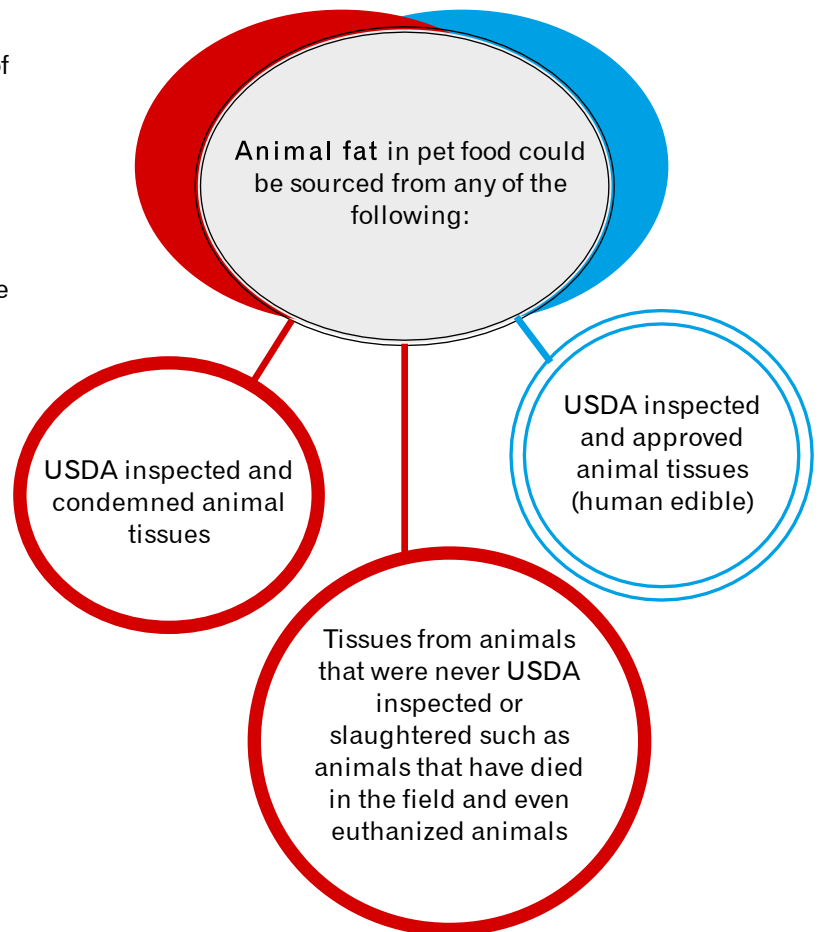 of
Animal fat in pet food could
be sourced from any of the
following:
e
USDA inspected
and approved
animal tissues
(human edible)
USDA inspected and
condemned animal
tissues
Tissues from animals
that were never USDA
inspected or
slaughtered such as
animals that have died
in the field and even
euthanized animals